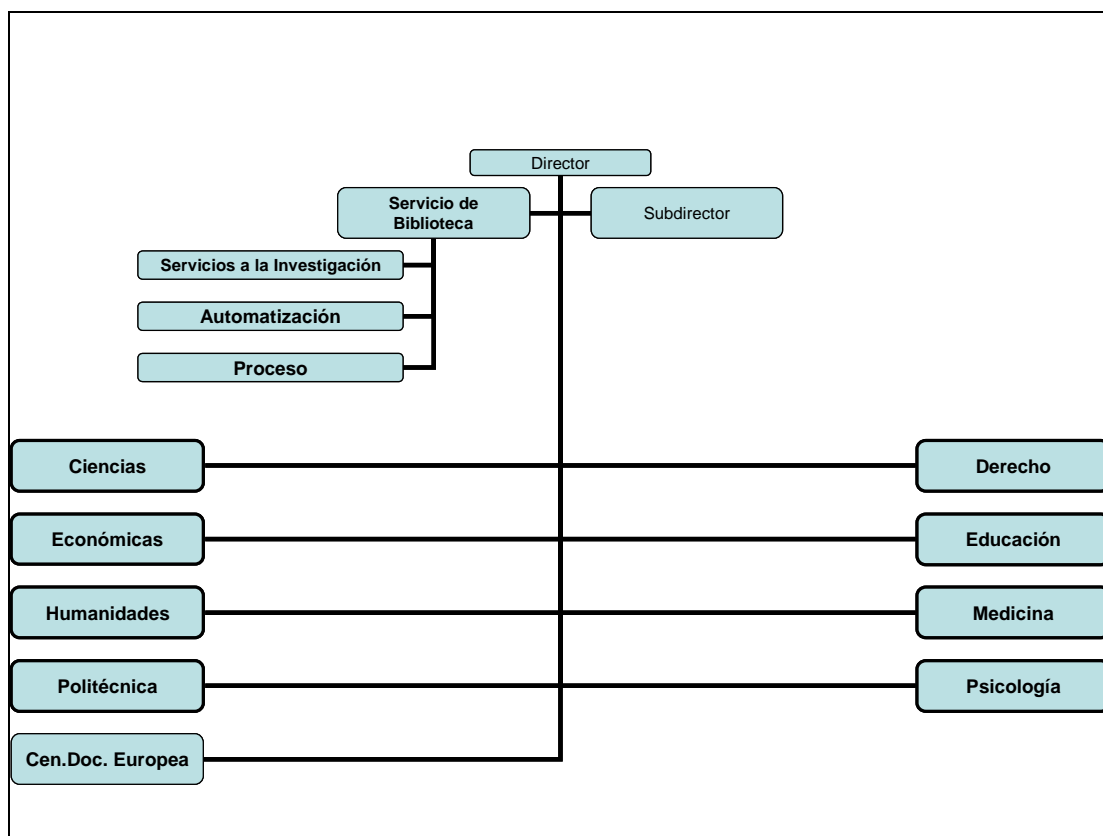 Director
Servicio de
Biblioteca
Subdirector
Servicios a la Investigación
Automatización
Proceso
Ciencias
Derecho
Económicas
Educación
Humanidades
Medicina
Politécnica
Psicología
Cen.Doc. Europea